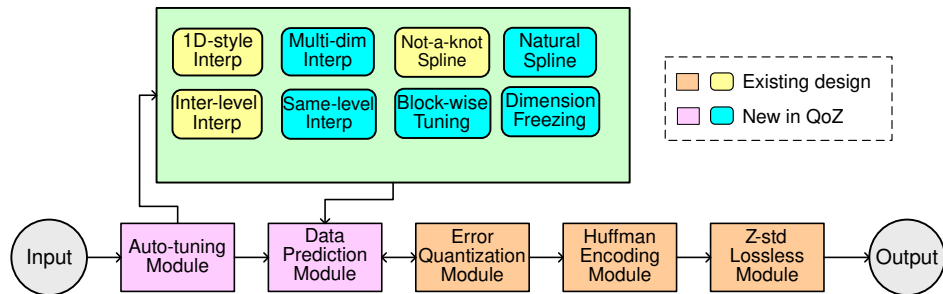 1D-style
Interp
Multi-dim
Interp
Not-a-knot
Spline
Natural
Spline
Inter-level
Interp
Same-level
Interp
Block-wise
Tuning
Dimension
Freezing
Existing design
New in QoZ
Input
Auto-tuning
Module
Data
Prediction
Module
Error
Quantization
Module
Huffman
Encoding
Module
Z-std
Lossless
Module
Output